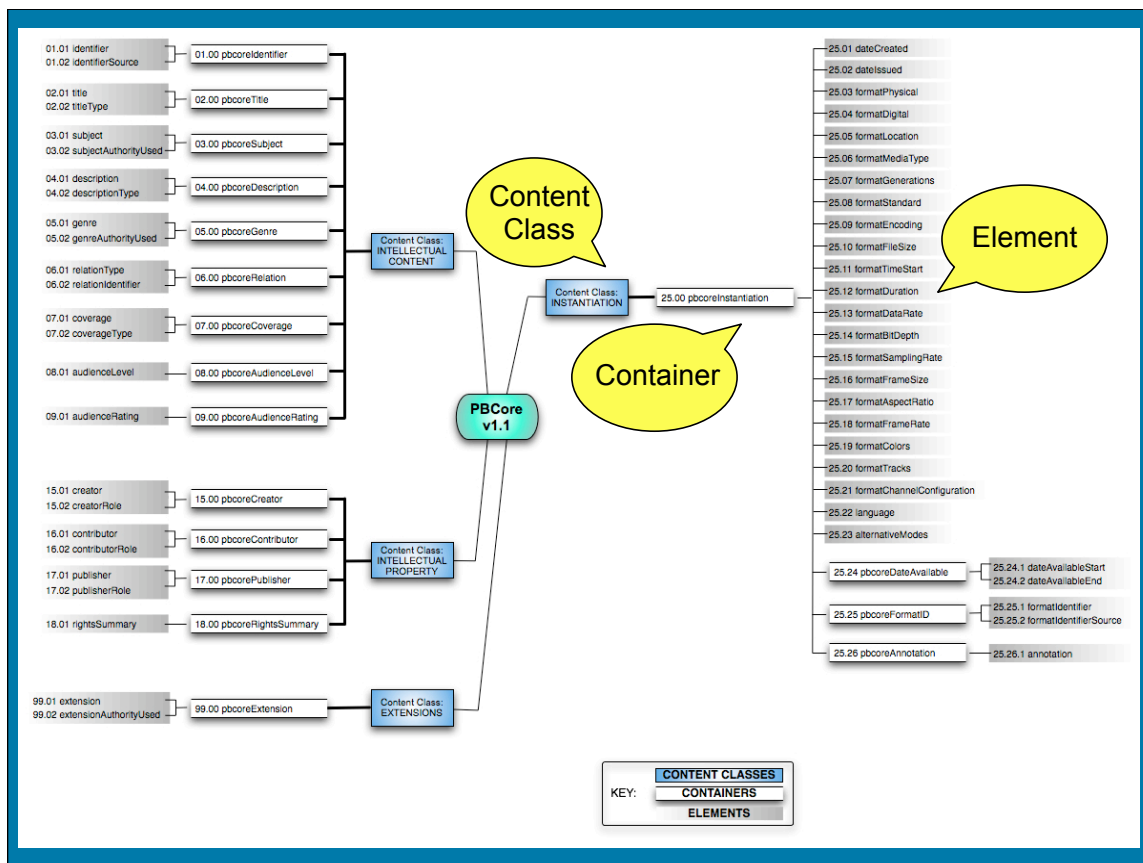 01.01 identifier
01.02 identifierSource
01.00 pbcoreIdentifier
02.01 title
02.02 titleType
02.00 pbcoreTitle
03.01 subject
03.02 subjectAuthorityUsed
03.00 pbcoreSubject
04.01 description
04.02 descriptionType
04.00 pbcoreDescription
05.01 genre
05.02 genreAuthorityUsed
05.00 pbcoreGenre
06.01 relationType
06.02 relationIdentifier
06.00 pbcoreRelation
07.01 coverage
07.02 coverageType
07.00 pbcoreCoverage
08.01 audienceLevel
08.00 pbcoreAudienceLevel
09.01 audienceRating
09.00 pbcoreAudienceRating
Content Class:
INTELLECTUAL
CONTENT
15.01 creator
15.02 creatorRole
15.00 pbcoreCreator
16.01 contributor
16.02 contributorRole
16.00 pbcoreContributor
17.01 publisher
17.02 publisherRole
17.00 pbcorePublisher
18.01 rightsSummary
18.00 pbcoreRightsSummary
Content Class:
INTELLECTUAL
PROPERTY
99.01 extension
99.02 extensionAuthorityUsed
99.00 pbcoreExtension
Content Class:
EXTENSIONS
PBCore
v1.1
Content
Class
Content Class:
INSTANTIATION
25.00 pbcoreInstantiation
Container
Element
25.01 dateCreated
25.02 dateIssued
25.03 formatPhysical
25.04 formatDigital
25.05 formatLocation
25.06 formatMediaType
25.07 formatGenerations
25.08 formatStandard
25.09 formatEncoding
25.10 formatFileSize
25.11 formatTimeStart
25.12 formatDuration
25.13 formatDataRate
25.14 formatBitDepth
25.15 formatSamplingRate
25.16 formatFrameSize
25.17 formatAspectRatio
25.18 formatFrameRate
25.19 formatColors
25.20 formatTracks
25.21 formatChannelConfiguration
25.22 language
25.23 alternativeModes
25.24 pbcoreDateAvailable
25.24.1 dateAvailableStart
25.24.2 dateAvailableEnd
25.25 pbcoreFormatID
25.25.1 formatIdentifier
25.25.2 formatIdentifierSource
25.26 pbcoreAnnotation
25.26.1 annotation
KEY:
CONTENT CLASSES
CONTAINERS
ELEMENTS